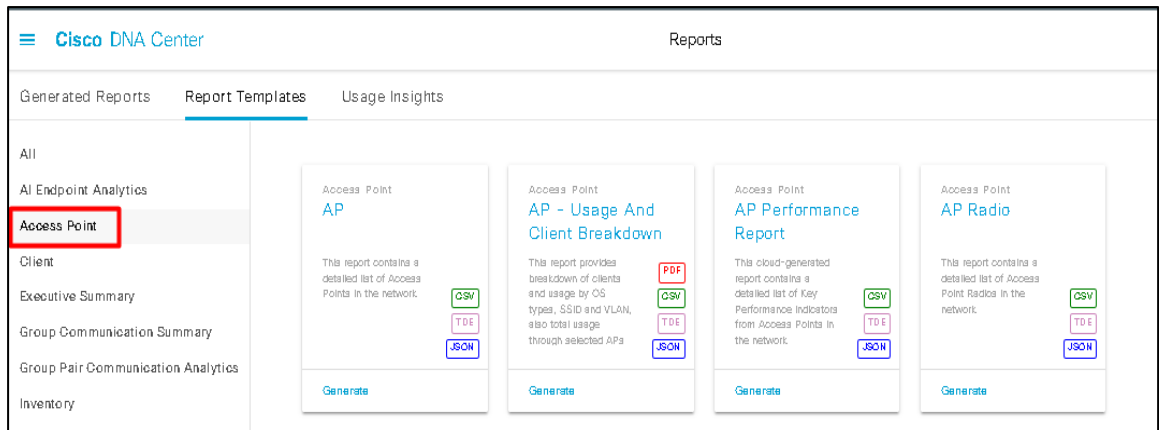 Cisco DNA Center
Reports
Generated Reports
Report Templates
Usage Insights
All
AI Endpoint Analytics
Access Point
Client
Executive Summary
Group Communication Summary
Group Pair Communication Analytics
Inventory
Access Point
AP
This report contains a
detailed list of Access
Points in the network.
CSV
TDE
JSON
Generate
Access Point
AP - Usage And
Client Breakdown
This report provides
breakdown of clients
and usage by OS
types, SSID and VLAN,
also total usage
through selected APs
PDF
CSV
TDE
JSON
Generate
Access Point
AP Performance
Report
This cloud-generated
report contains a
detailed list of Key
Performance Indicators
from Access Points in
the network.
CSV
TDE
JSON
Generate
Access Point
AP Radio
This report contains a
detailed list of Access
Point Radios in the
network.
CSV
TDE
JSON
Generate